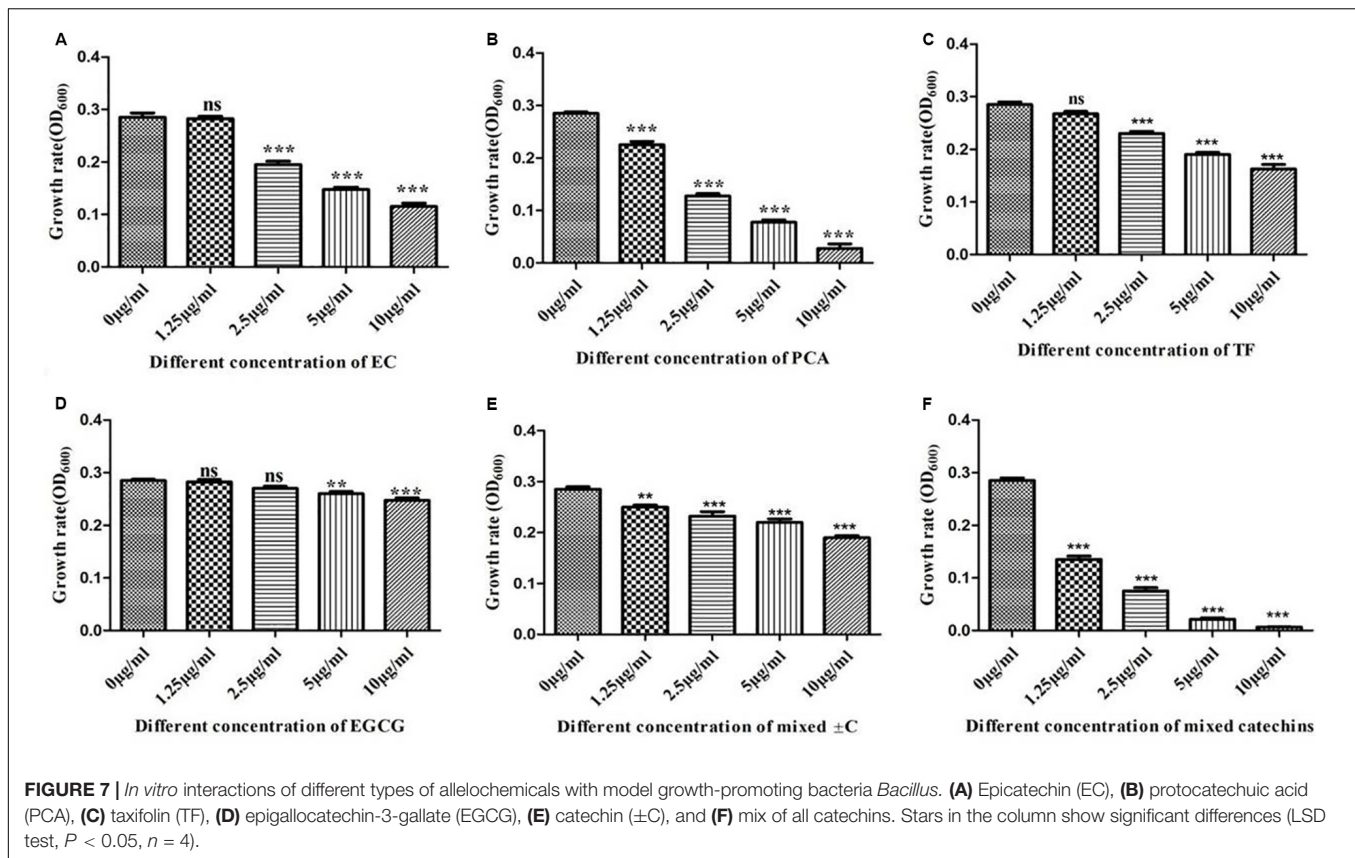 A
Growth rate(OD600)
0.4
0.3
0.2
0.1
0.0
ns
***
***
***
0µg/ml
1.25µg/ml
2.5µg/ml
5µg/ml
10µg/ml
Different concentration of EC
B
Growth rate(OD600)
0.4
0.3
0.2
0.1
0.0
***
***
***
***
0µg/ml
1.25µg/ml
2.5µg/ml
5µg/ml
10µg/ml
Different concentration of PCA
C
Growth rate(OD600)
0.4
0.3
0.2
0.1
0.0
ns
***
***
***
0µg/ml
1.25µg/ml
2.5µg/ml
5µg/ml
10µg/ml
Different concentration of TF
D
Growth rate(OD600)
0.4
0.3
0.2
0.1
0.0
ns
ns
**
***
0µg/ml
1.25µg/ml
2.5µg/ml
5µg/ml
10µg/ml
Different concentration of EGCG
E
Growth rate (OD600)
0.4
0.3
0.2
0.1
0.0
**
***
***
***
0µg/ml
1.25µg/ml
2.5µg/ml
5µg/ml
10µg/ml
Different concentration of mixed ±C
F
Growth rate (OD600)
0.4
0.3
0.2
0.1
0.0
***
***
***
***
0µg/ml
1.25µg/ml
2.5µg/ml
5µg/ml
10µg/ml
Different concentration of mixed catechins
FIGURE 7 | In vitro interactions of different types of allelochemicals with model growth-promoting bacteria Bacillus. (A) Epicatechin (EC), (B) protocatechuic acid
(PCA), (C) taxifolin (TF), (D) epigallocatechin-3-gallate (EGCG), (E) catechin (±C), and (F) mix of all catechins. Stars in the column show significant differences (LSD
test, P < 0.05, n = 4).